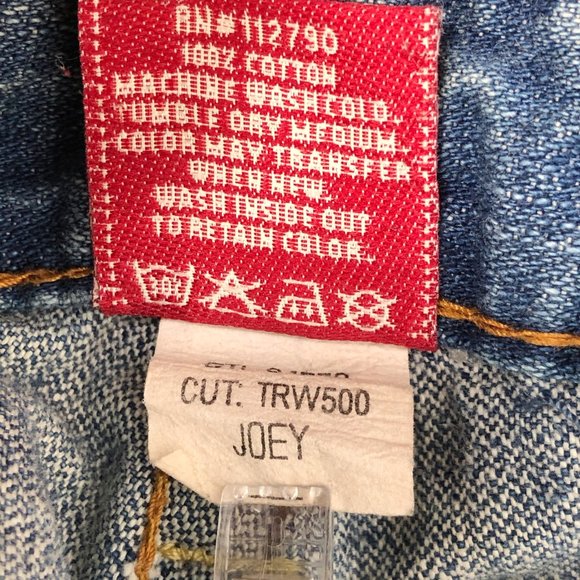 RN# 112790
100% COTTON
MACHINE WASH COLD.
TUMBLE DRY MEDIUM
COLOR MAY TRANSFER
WHEN NEW.
WASH INSIDE OUT
TO RETAIN COLOR.
CUT: TRW500
JOEY